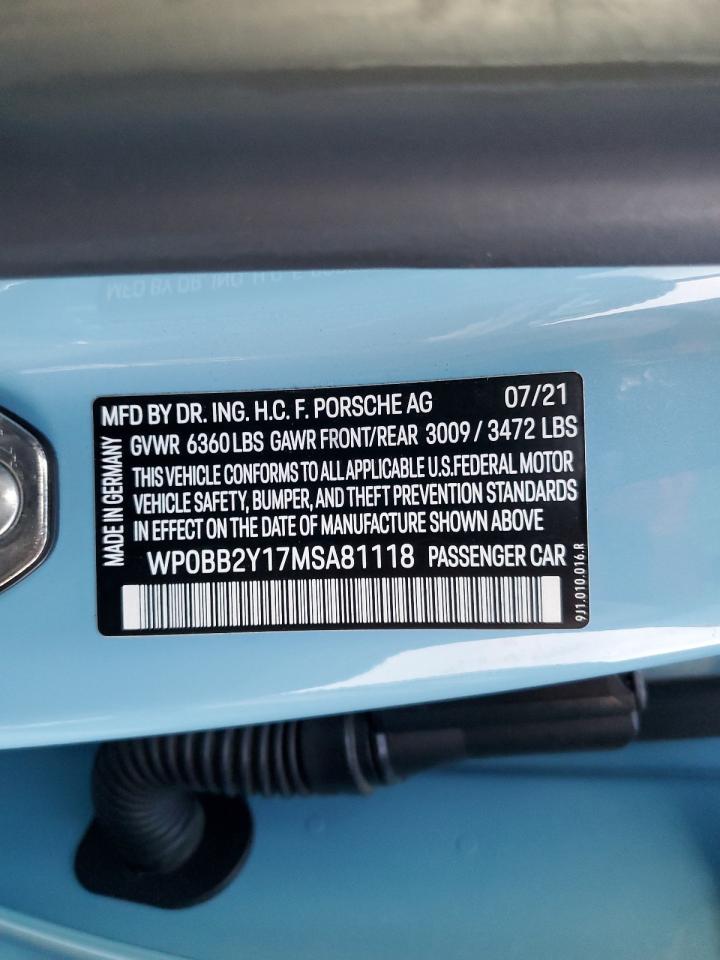 MFD BY DR. ING. H.C. F. PORSCHE AG 07/21
GVWR 6360 LBS GAWR FRONT/REAR 3009 / 3472 LBS
THIS VEHICLE CONFORMS TO ALL APPLICABLE U.S.FEDERAL MOTOR
VEHICLE SAFETY, BUMPER, AND THEFT PREVENTION STANDARDS
IN EFFECT ON THE DATE OF MANUFACTURE SHOWN ABOVE
WP0BB2Y17MSA81118 PASSENGER CAR
MADE IN GERMANY
9J1.010.016.R